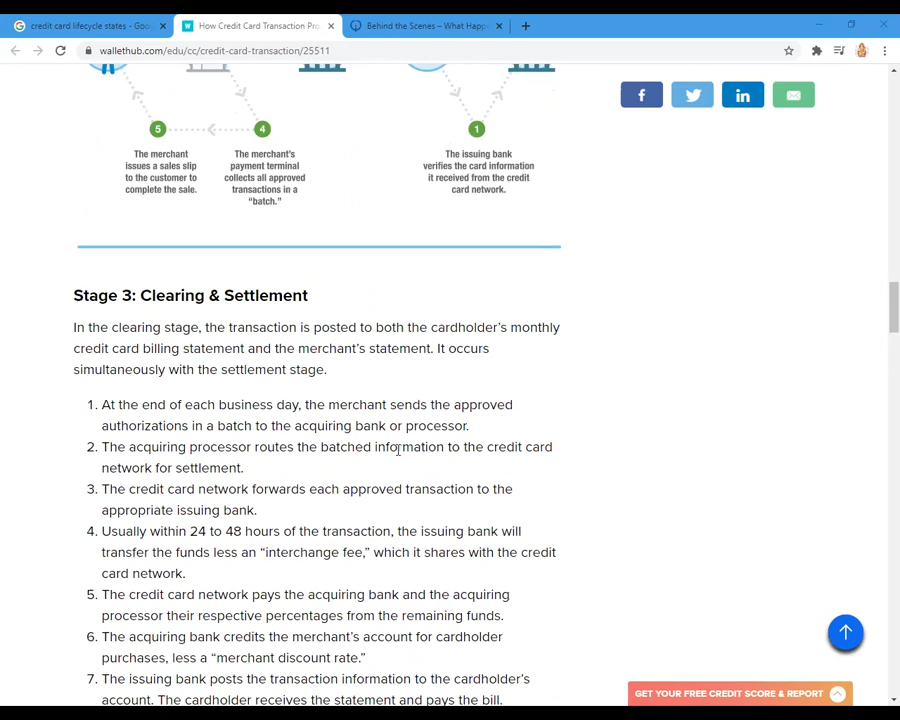 credit card lifecycle states - Goo
How Credit Card Transaction Pro
Behind the Scenes – What Happ
wallethub.com/edu/cc/credit-card-transaction/25511
5
4
1
The merchant
issues a sales slip
to the customer to
complete the sale.
The merchant's
payment terminal
collects all approved
transactions in a
“batch.”
The issuing bank
verifies the card information
it received from the credit
card network.
Stage 3: Clearing & Settlement
In the clearing stage, the transaction is posted to both the cardholder’s monthly
credit card billing statement and the merchant’s statement. It occurs
simultaneously with the settlement stage.
1. At the end of each business day, the merchant sends the approved
authorizations in a batch to the acquiring bank or processor.
2. The acquiring processor routes the batched information to the credit card
network for settlement.
3. The credit card network forwards each approved transaction to the
appropriate issuing bank.
4. Usually within 24 to 48 hours of the transaction, the issuing bank will
transfer the funds less an “interchange fee,” which it shares with the credit
card network.
5. The credit card network pays the acquiring bank and the acquiring
processor their respective percentages from the remaining funds.
6. The acquiring bank credits the merchant’s account for cardholder
purchases, less a “merchant discount rate.”
7. The issuing bank posts the transaction information to the cardholder’s
account. The cardholder receives the statement and pays the bill.
GET YOUR FREE CREDIT SCORE & REPORT